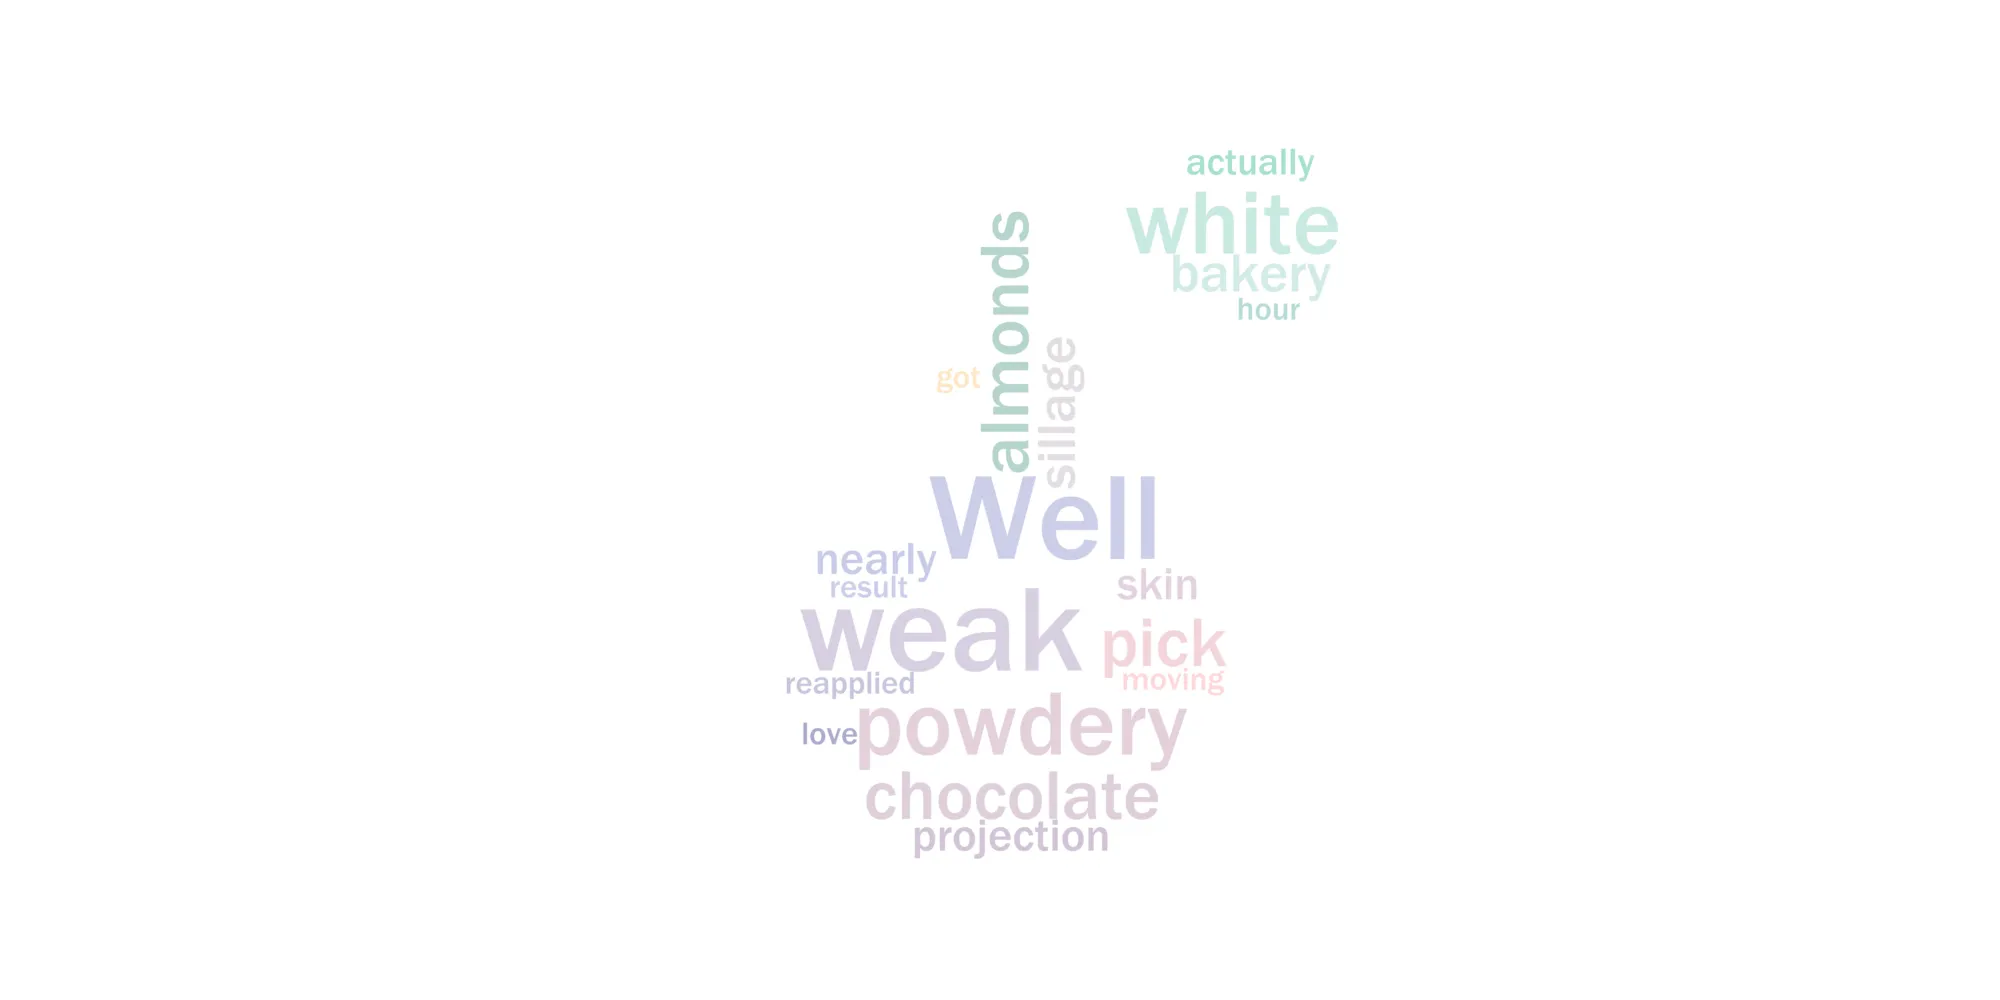 actually
white
bakery
hour
almonds
sillage
got
Well
nearly
result
skin
weak
pick
moving
reapplied
love
powdery
chocolate
projection